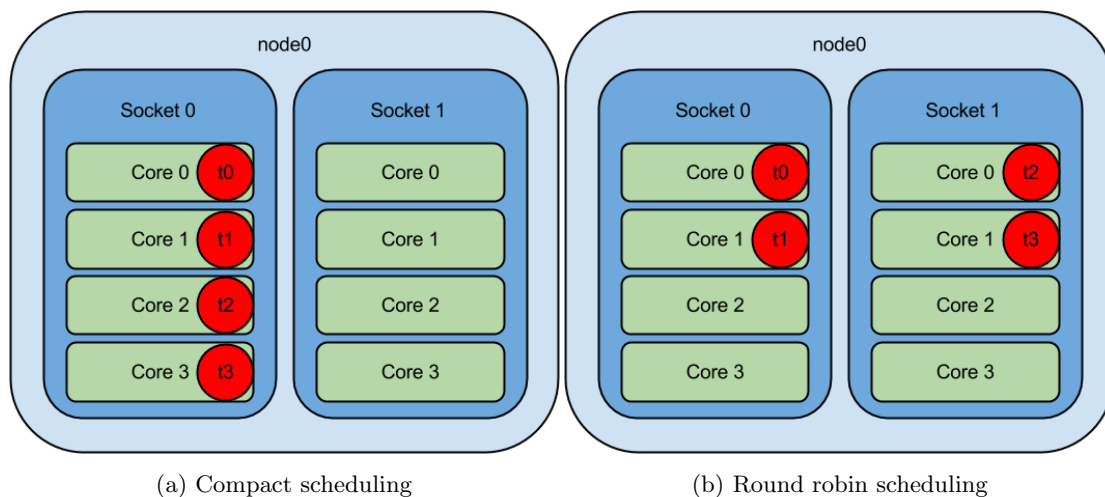 node0
Socket 0
Socket 1
Core 0 t0
Core 0
Core 1 t1
Core 1
Core 2 t2
Core 2
Core 3 t3
Core 3
(a) Compact scheduling
node0
Socket 0
Socket 1
Core 0 t0
Core 0 t2
Core 1 t1
Core 1 t3
Core 2
Core 2
Core 3
Core 3
(b) Round robin scheduling